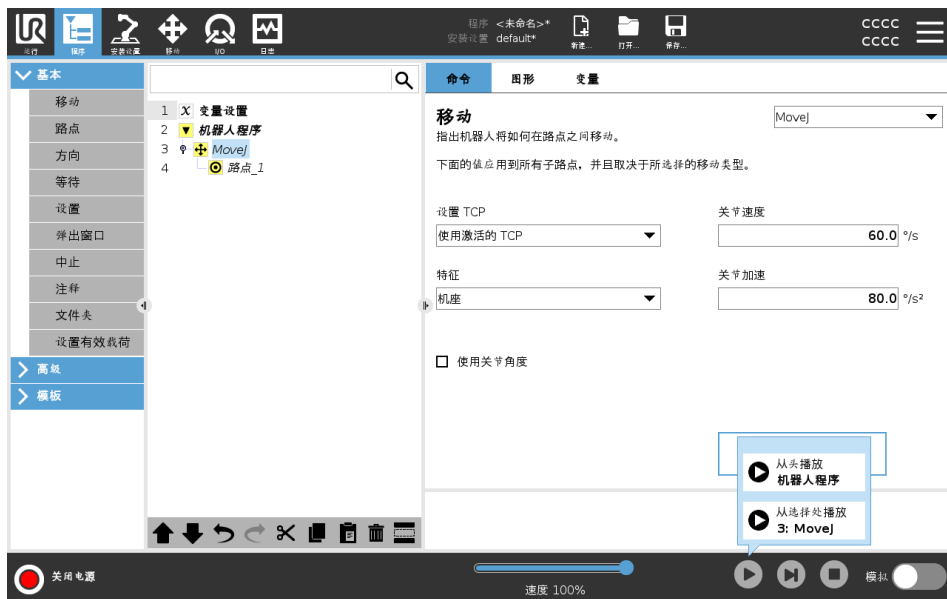 程序 <未命名>*
安装设置 default*
运行 程序 安装设置 移动 I/O 日志 新建... 打开... 保存...
cccc
cccc
基本
移动
路点
方向
等待
设置
弹出窗口
中止
注释
文件夹
设置有效载荷
高级
模板
1 X 变量设置
2 机器人程序
3 MoveJ
4 路点_1
命令 图形 变量
移动
MoveJ
指出机器人将如何在路点之间移动。
下面的值应用到所有子路点，并且取决于所选择的移动类型。
设置 TCP 关节速度
使用激活的 TCP 60.0 °/s
特征 关节加速
机座 80.0 °/s²
使用关节角度
从头播放
机器人程序
从选择处播放
3: MoveJ
关闭电源
速度 100%
模拟